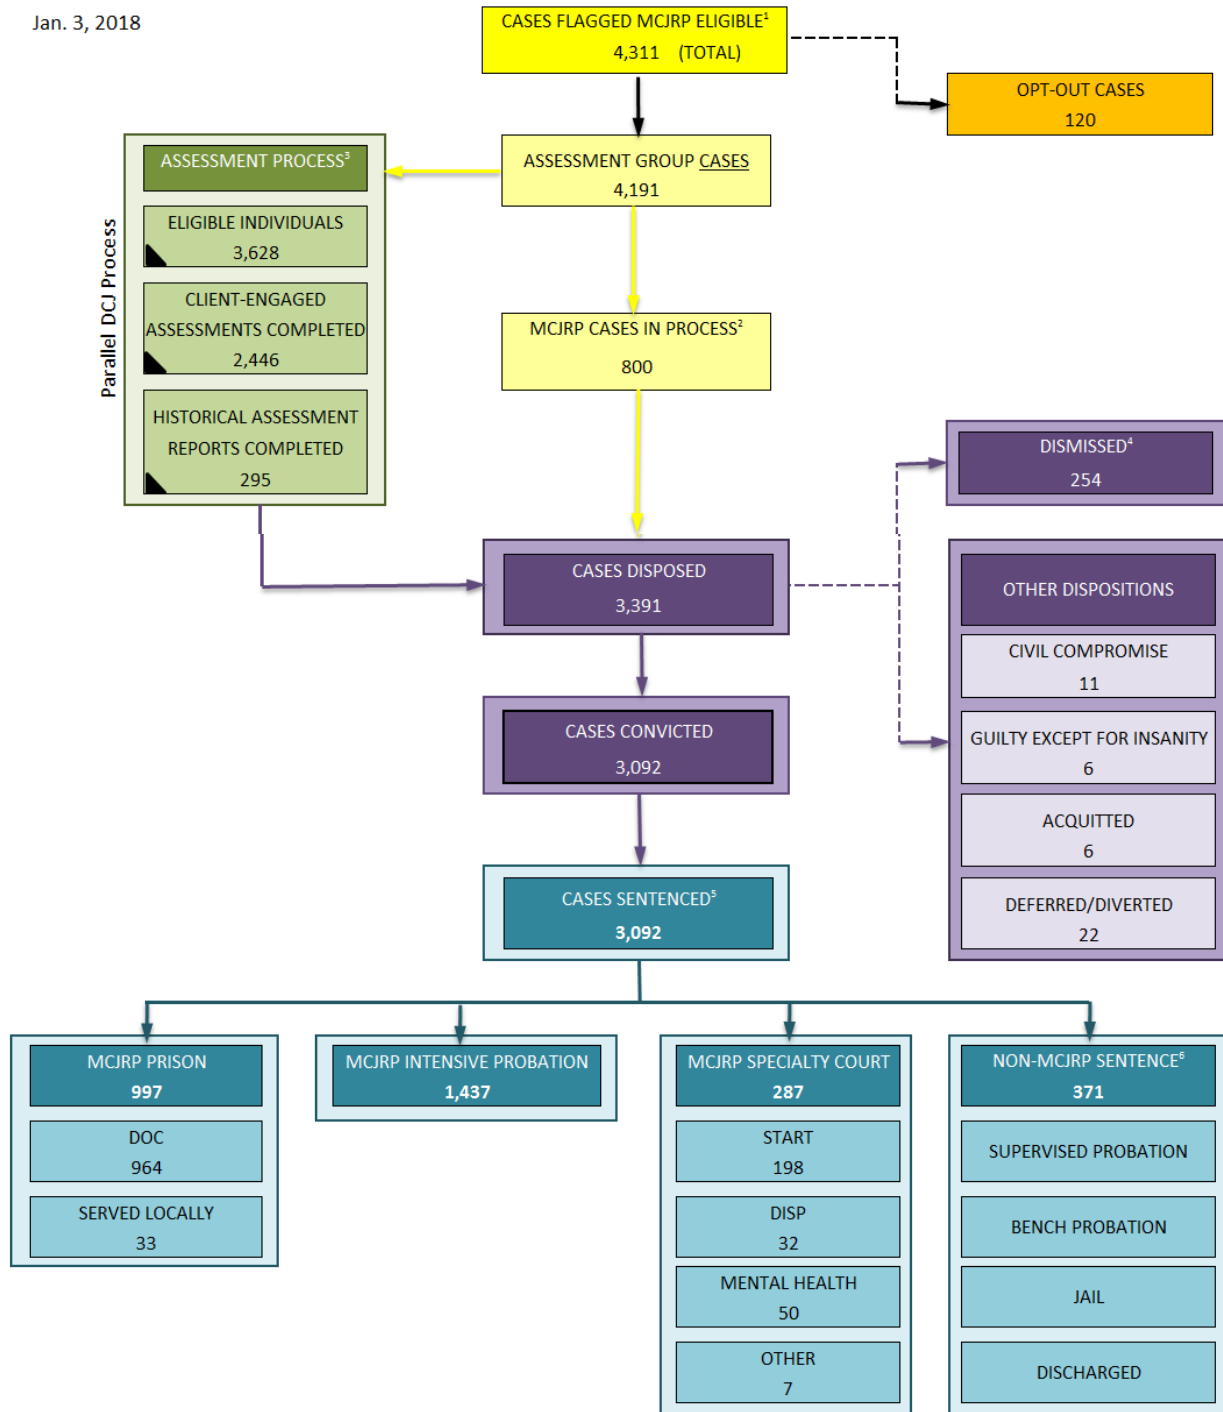 Jan. 3, 2018
CASES FLAGGED MCJRP ELIGIBLE¹
4,311 (TOTAL)
OPT-OUT CASES
120
ASSESSMENT GROUP CASES
4,191
Parallel DCJ Process
ASSESSMENT PROCESS³
ELIGIBLE INDIVIDUALS
3,628
CLIENT-ENGAGED
ASSESSMENTS COMPLETED
2,446
HISTORICAL ASSESSMENT
REPORTS COMPLETED
295
MCJRP CASES IN PROCESS²
800
DISMISSED⁴
254
CASES DISPOSED
3,391
OTHER DISPOSITIONS
CIVIL COMPROMISE
11
GUILTY EXCEPT FOR INSANITY
6
ACQUITTED
6
DEFERRED/DIVERTED
22
CASES CONVICTED
3,092
CASES SENTENCED⁵
3,092
MCJRP PRISON
997
DOC
964
SERVED LOCALLY
33
MCJRP INTENSIVE PROBATION
1,437
MCJRP SPECIALTY COURT
287
START
198
DISP
32
MENTAL HEALTH
50
OTHER
7
NON-MCJRP SENTENCE⁶
371
SUPERVISED PROBATION
BENCH PROBATION
JAIL
DISCHARGED